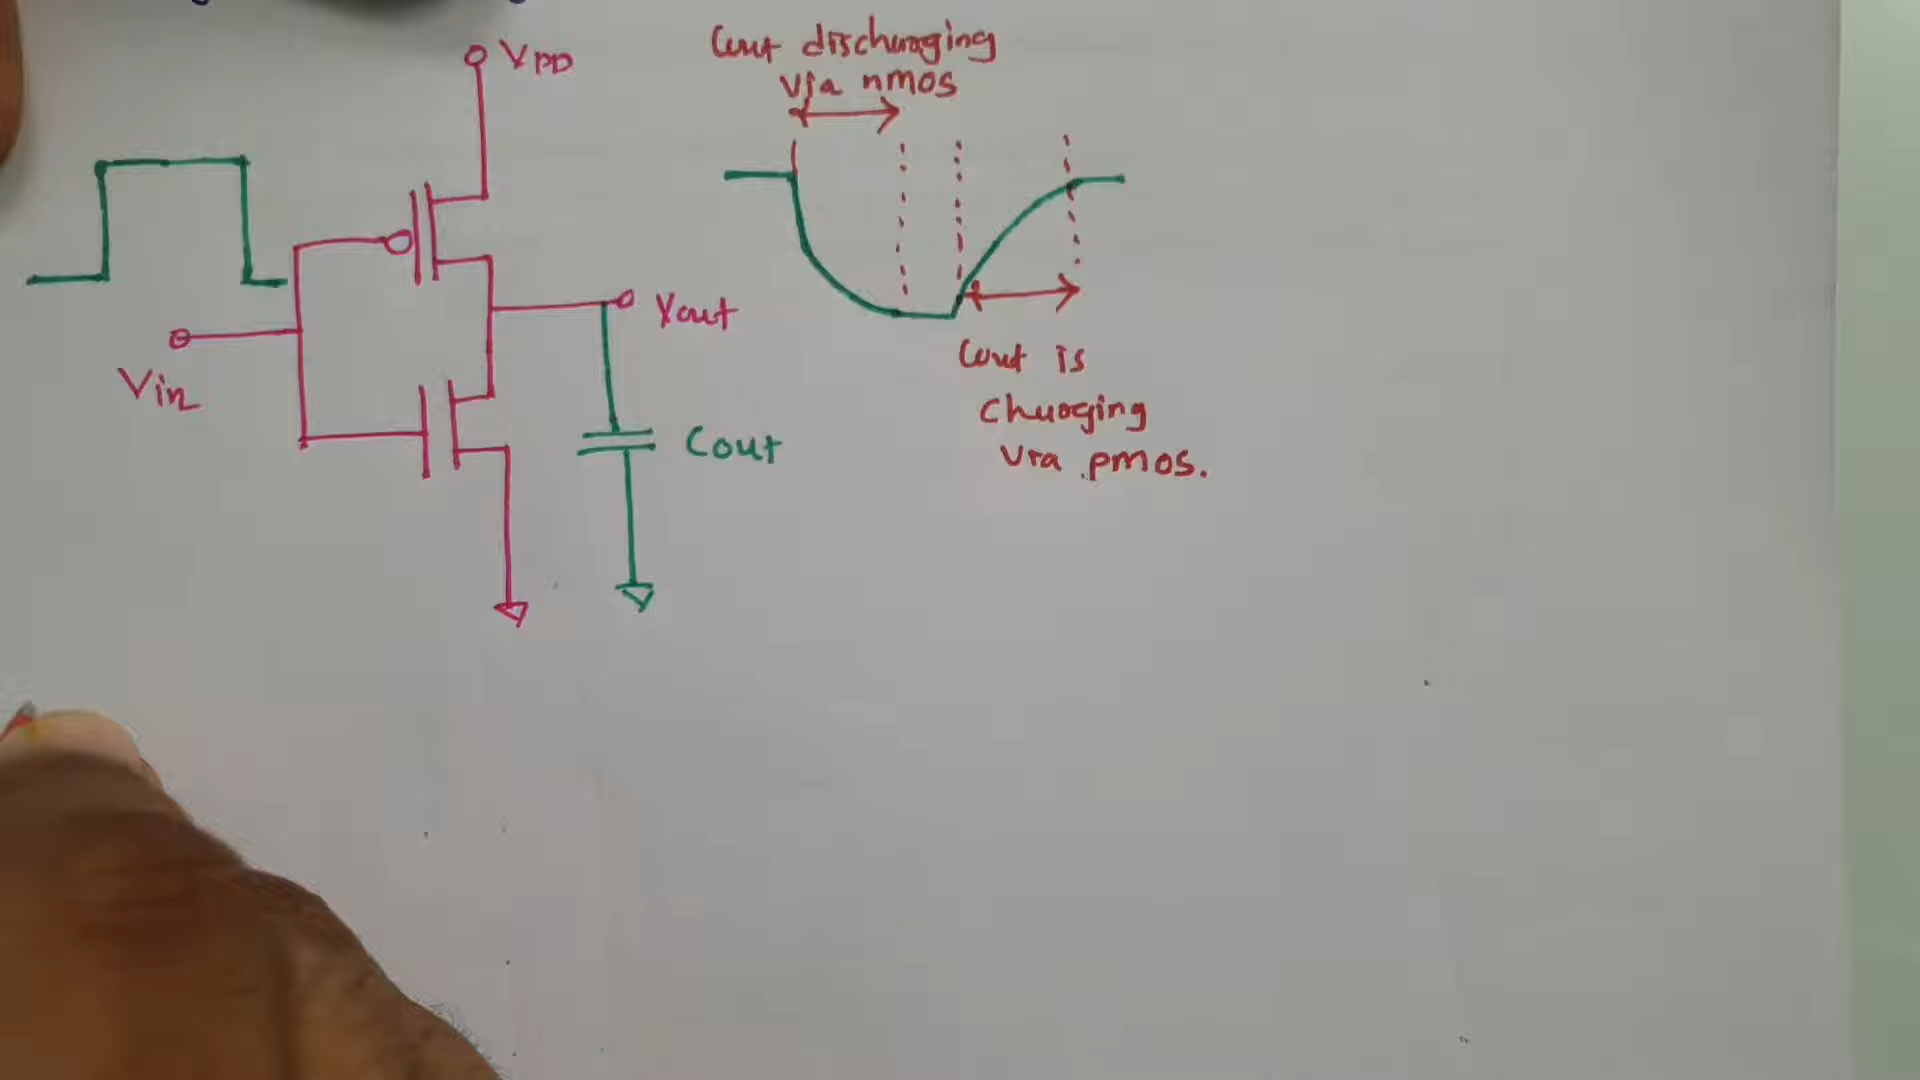 VDD
Cout discharging
via nmos
Vout
Vin
Cout
Cout is
Charging
via pmos.